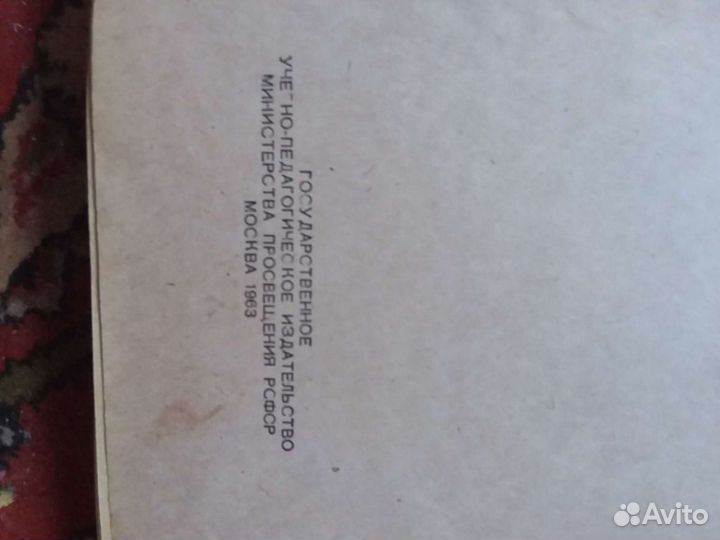 ГОСУДАРСТВЕННОЕ
УЧЕБНО-ПЕДАГОГИЧЕСКОЕ ИЗДАТЕЛЬСТВО
МИНИСТЕРСТВА ПРОСВЕЩЕНИЯ РСФСР
МОСКВА 1963
Avito